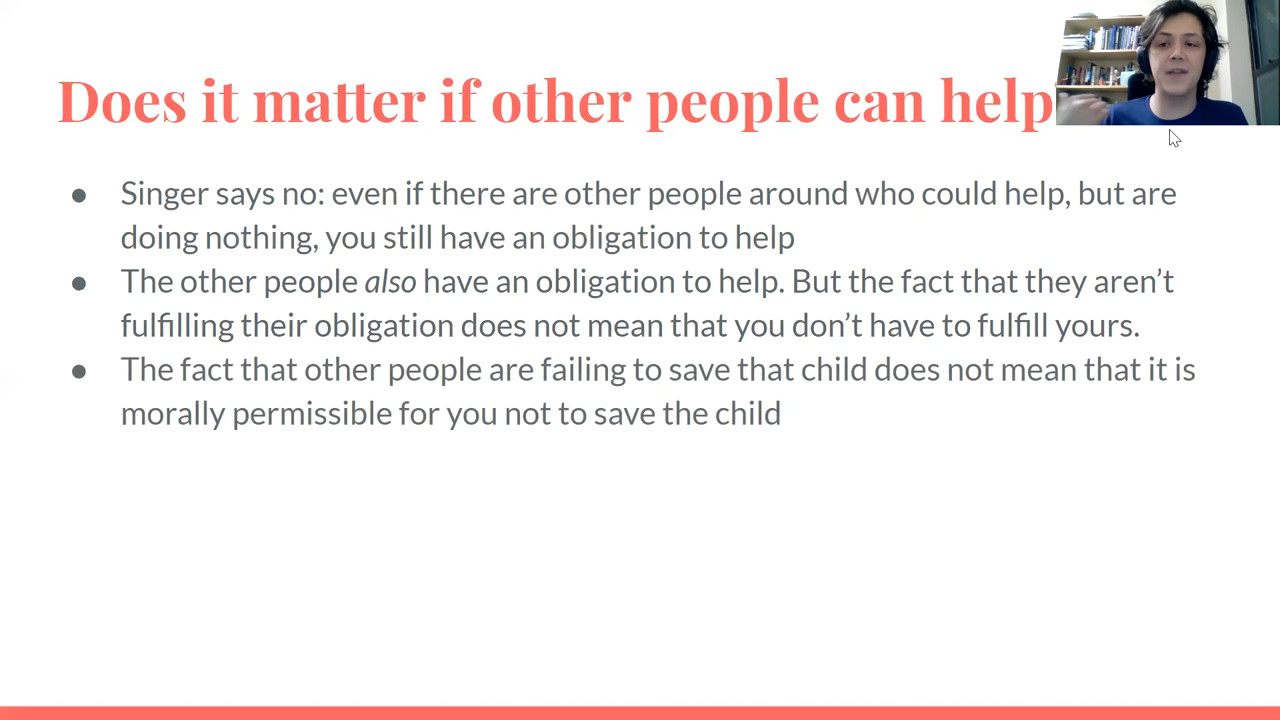 Does it matter if other people can help
● Singer says no: even if there are other people around who could help, but are
doing nothing, you still have an obligation to help
● The other people also have an obligation to help. But the fact that they aren’t
fulfilling their obligation does not mean that you don’t have to fulfill yours.
● The fact that other people are failing to save that child does not mean that it is
morally permissible for you not to save the child